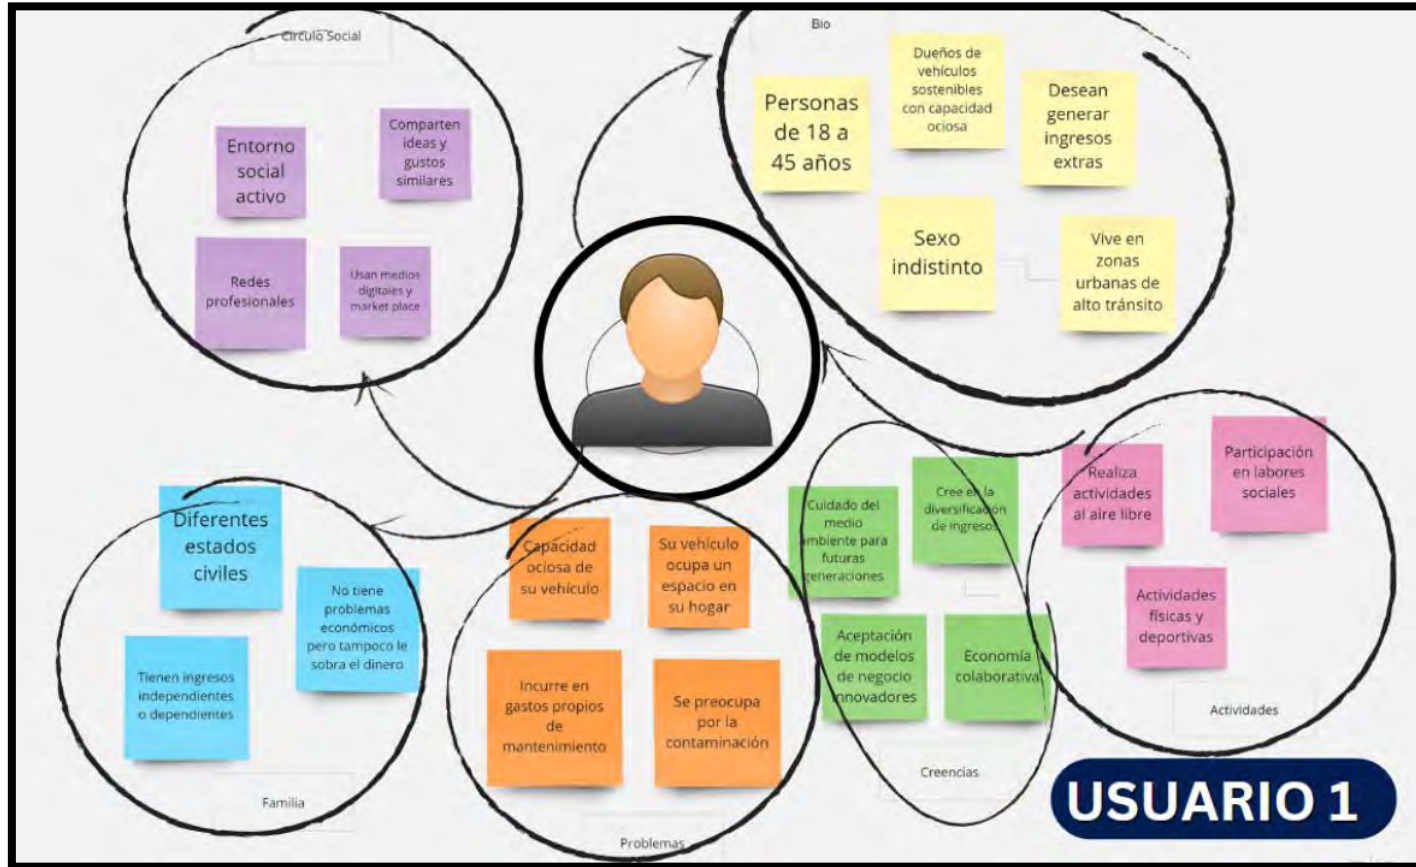 Círculo Social
Entorno
social
activo
Comparten
ideas y
gustos
similares
Redes
profesionales
Usan medios
digitales y
market place
Bio
Personas
de 18 a
45 años
Dueños de
vehículos
sostenibles
con capacidad
ociosa
Desean
generar
ingresos
extras
Sexo
indistinto
Vive en
zonas
urbanas de
alto tránsito
Diferentes
estados
civiles
No tiene
problemas
económicos
pero tampoco le
sobra el dinero
Tienen ingresos
independientes
o dependientes
Familia
Capacidad
ociosa de
su vehículo
Su vehículo
ocupa un
espacio en
su hogar
Incurre en
gastos propios
de
mantenimiento
Se preocupa
por la
contaminación
Problemas
Cuidado del
medio
ambiente para
futuras
generaciones
Cree en la
diversificación
de ingresos
Aceptación
de modelos
de negocio
innovadores
Economía
colaborativa
Creencias
Realiza
actividades
al aire libre
Participación
en labores
sociales
Actividades
físicas y
deportivas
Actividades
USUARIO 1